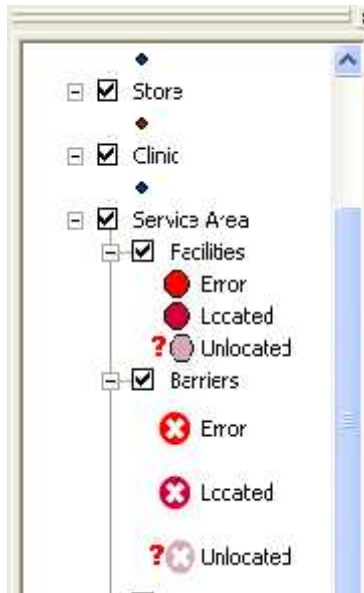 Store
Clinic
Service Area
Facilities
Error
Located
? Unlocated
Barriers
Error
Located
? Unlocated